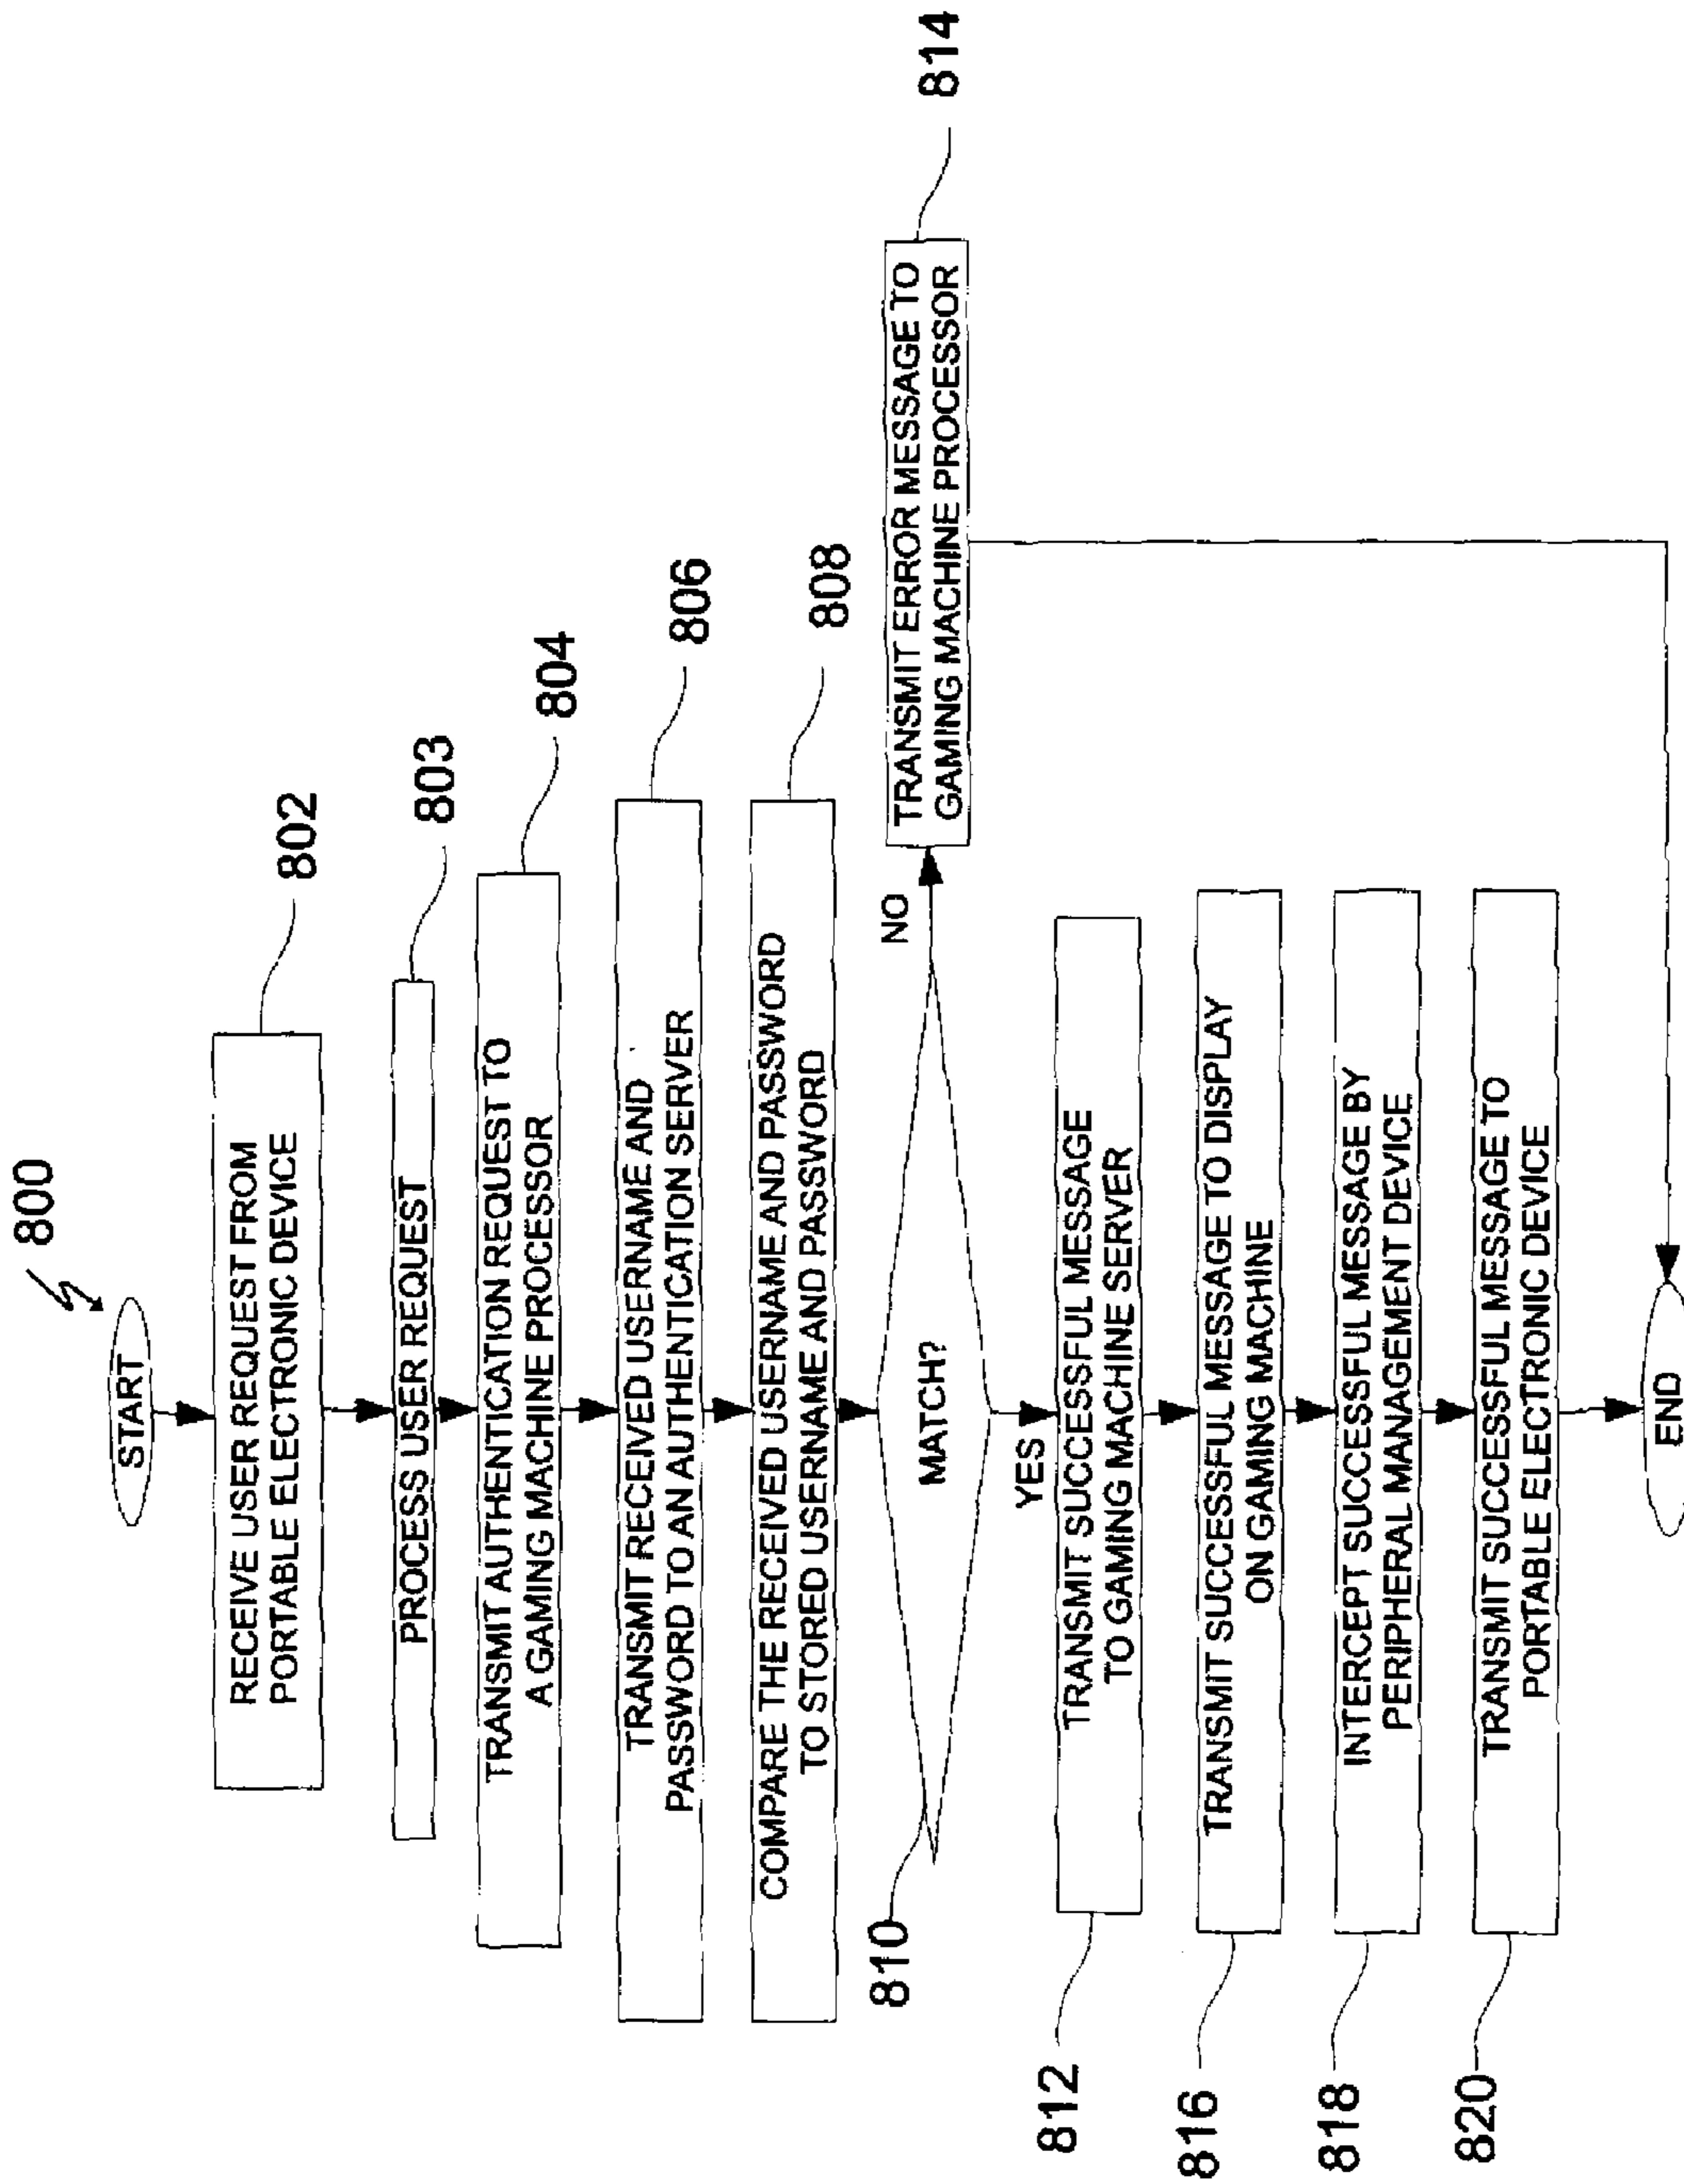 800
START
RECEIVE USER REQUEST FROM
PORTABLE ELECTRONIC DEVICE
802
PROCESS USER REQUEST
803
TRANSMIT AUTHENTICATION REQUEST TO
A GAMING MACHINE PROCESSOR
804
TRANSMIT RECEIVED USERNAME AND
PASSWORD TO AN AUTHENTICATION SERVER
806
COMPARE THE RECEIVED USERNAME AND PASSWORD
TO STORED USERNAME AND PASSWORD
808
810
MATCH?
NO
TRANSMIT ERROR MESSAGE TO
GAMING MACHINE PROCESSOR
814
YES
812
TRANSMIT SUCCESSFUL MESSAGE
TO GAMING MACHINE SERVER
816
TRANSMIT SUCCESSFUL MESSAGE TO DISPLAY
ON GAMING MACHINE
818
INTERCEPT SUCCESSFUL MESSAGE BY
PERIPHERAL MANAGEMENT DEVICE
820
TRANSMIT SUCCESSFUL MESSAGE TO
PORTABLE ELECTRONIC DEVICE
END